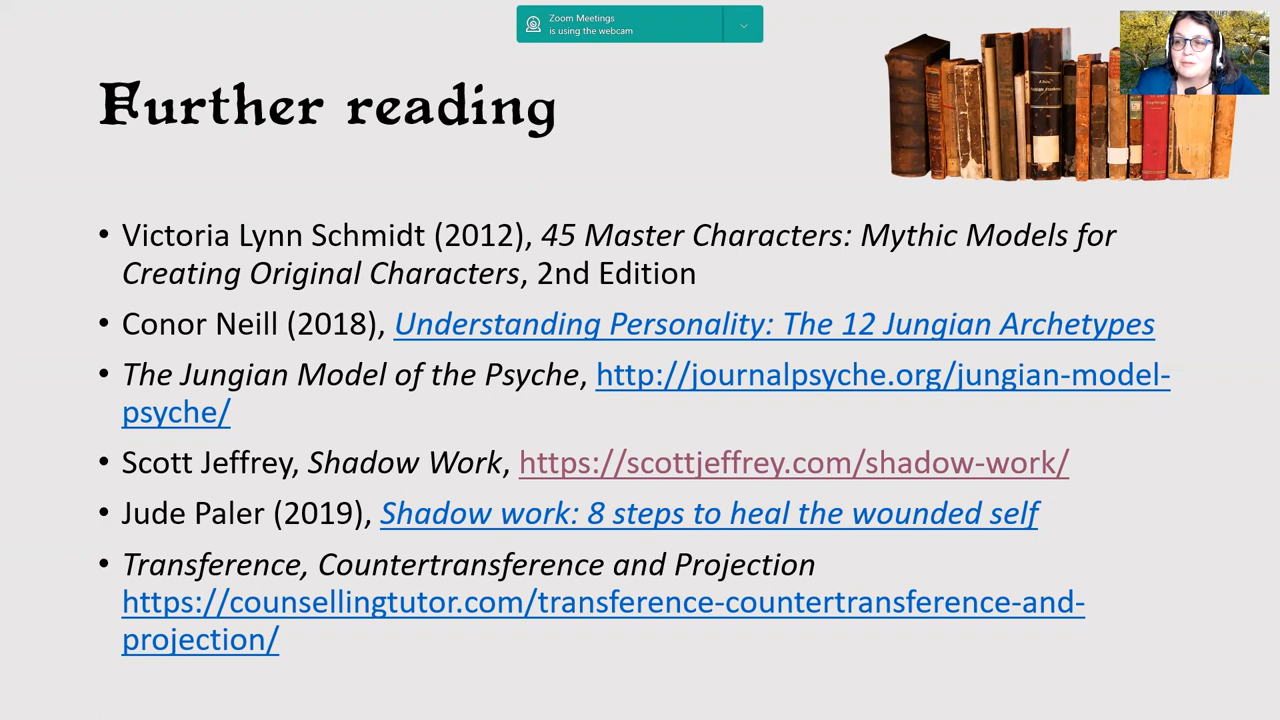 Zoom Meetings
is using the webcam
Further reading
• Victoria Lynn Schmidt (2012), 45 Master Characters: Mythic Models for
Creating Original Characters, 2nd Edition
• Conor Neill (2018), Understanding Personality: The 12 Jungian Archetypes
• The Jungian Model of the Psyche, http://journalpsyche.org/jungian-model-
psyche/
• Scott Jeffrey, Shadow Work, https://scottjeffrey.com/shadow-work/
• Jude Paler (2019), Shadow work: 8 steps to heal the wounded self
• Transference, Countertransference and Projection
https://counsellingtutor.com/transference-countertransference-and-
projection/